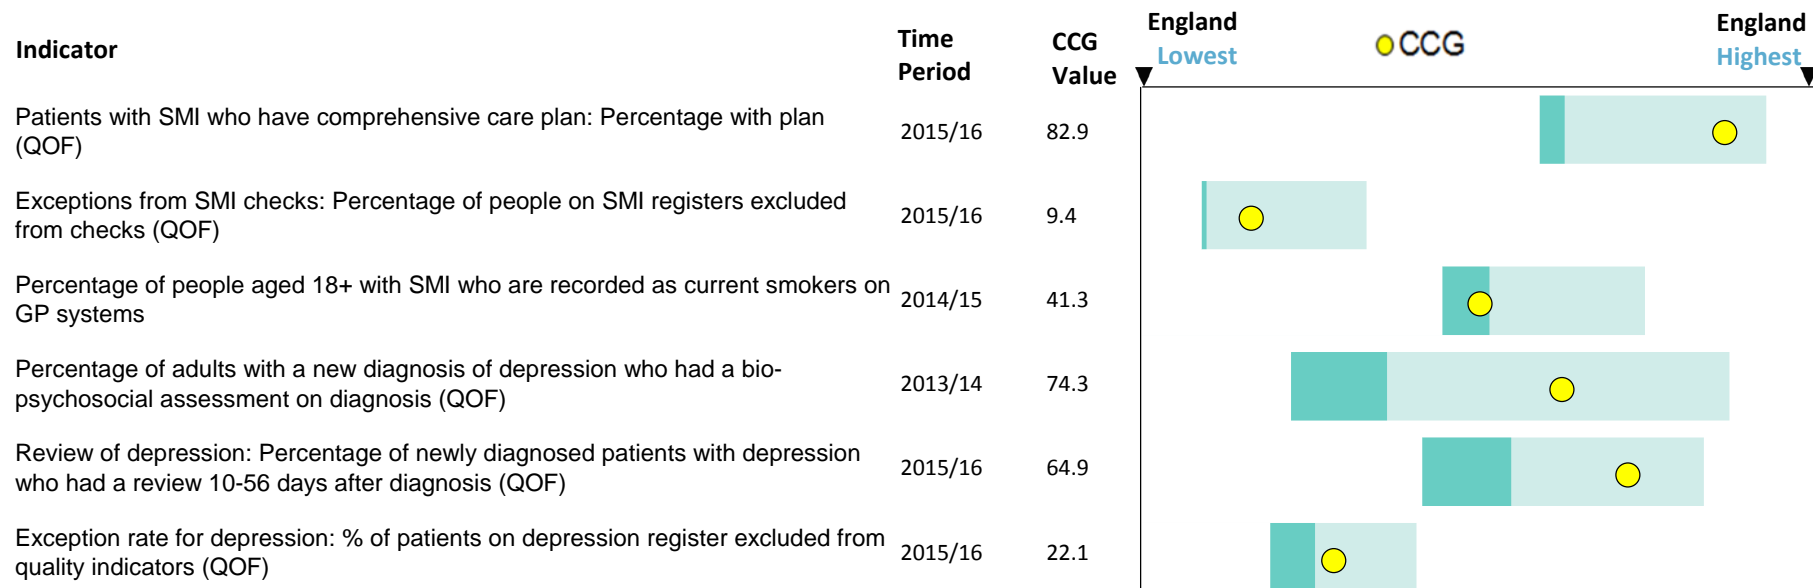 Indicator
Time
Period
CCG
Value
England
Lowest
CCG
England
Highest
Patients with SMI who have comprehensive care plan: Percentage with plan
(QOF)
2015/16
82.9
Exceptions from SMI checks: Percentage of people on SMI registers excluded
from checks (QOF)
2015/16
9.4
Percentage of people aged 18+ with SMI who are recorded as current smokers on
GP systems
2014/15
41.3
Percentage of adults with a new diagnosis of depression who had a bio-
psychosocial assessment on diagnosis (QOF)
2013/14
74.3
Review of depression: Percentage of newly diagnosed patients with depression
who had a review 10-56 days after diagnosis (QOF)
2015/16
64.9
Exception rate for depression: % of patients on depression register excluded from
quality indicators (QOF)
2015/16
22.1